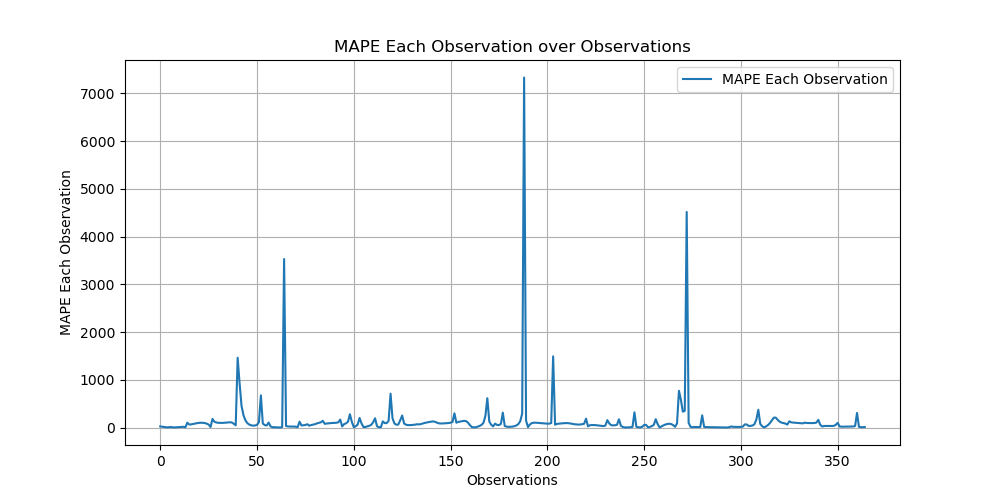 MAPE Each Observation over Observations
MAPE Each Observation
7000
6000
5000
4000
3000
2000
1000
0
MAPE Each Observation
0 50 100 150 200 250 300 350
Observations